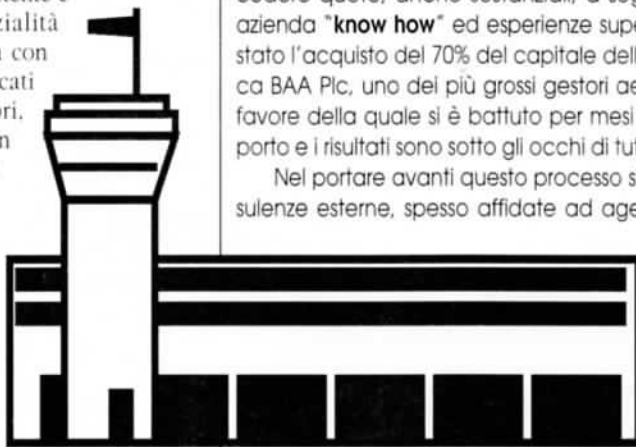 zialità
con
cati
ori.
n
azienda "know how" ed esperienze supe
stato l'acquisto del 70% del capitale dell
ca BAA Plc, uno dei più grossi gestori ae
favore della quale si è battuto per mesi
porto e i risultati sono sotto gli occhi di tut
Nel portare avanti questo processo s
sulenze esterne, spesso affidate ad age